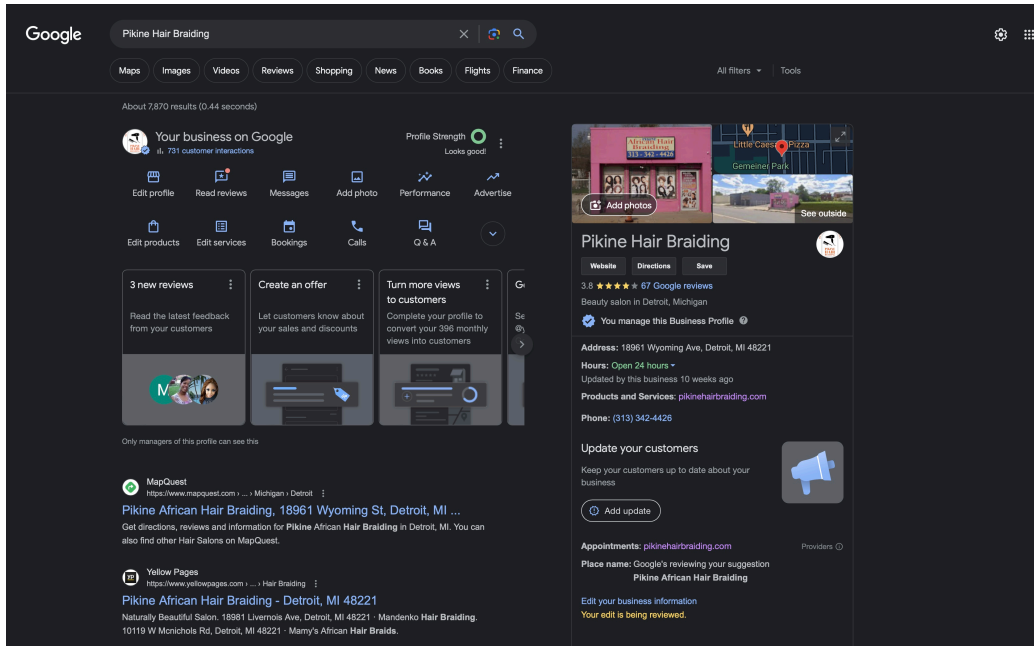 Google
Pikine Hair Braiding
Maps
Images
Videos
Reviews
Shopping
News
Books
Flights
Finance
All filters
Tools
About 7,870 results (0.44 seconds)
Your business on Google
731 customer interactions
Profile Strength
Looks good!
Edit profile
Read reviews
Messages
Add photo
Performance
Advertise
Edit products
Edit services
Bookings
Calls
Q & A
3 new reviews
Read the latest feedback
from your customers
M
Create an offer
Let customers know about
your sales and discounts
Turn more views
to customers
Complete your profile to
convert your 396 monthly
views into customers
Only managers of this profile can see this
MapQuest
https://www.mapquest.com › ... › Michigan › Detroit
Pikine African Hair Braiding, 18961 Wyoming St, Detroit, MI ...
Get directions, reviews and information for Pikine African Hair Braiding in Detroit, MI. You can
also find other Hair Salons on MapQuest.
YP
Yellow Pages
https://www.yellowpages.com › ... › Hair Braiding
Pikine African Hair Braiding - Detroit, MI 48221
Naturally Beautiful Salon. 18981 Livernois Ave, Detroit, MI 48221 · Mandenko Hair Braiding.
10119 W Mcnichols Rd, Detroit, MI 48221 · Mamy's African Hair Braids.
African Hair
Braiding
313 - 342 - 4426
Add photos
Little Caesars Pizza
Gemeiner Park
See outside
Pikine Hair Braiding
Website
Directions
Save
3.8
67 Google reviews
Beauty salon in Detroit, Michigan
You manage this Business Profile
Address: 18961 Wyoming Ave, Detroit, MI 48221
Hours: Open 24 hours
Updated by this business 10 weeks ago
Products and Services: pikinehairbraiding.com
Phone: (313) 342-4426
Update your customers
Keep your customers up to date about your
business
Add update
Appointments: pikinehairbraiding.com
Providers
Place name: Google's reviewing your suggestion
Pikine African Hair Braiding
Edit your business information
Your edit is being reviewed.